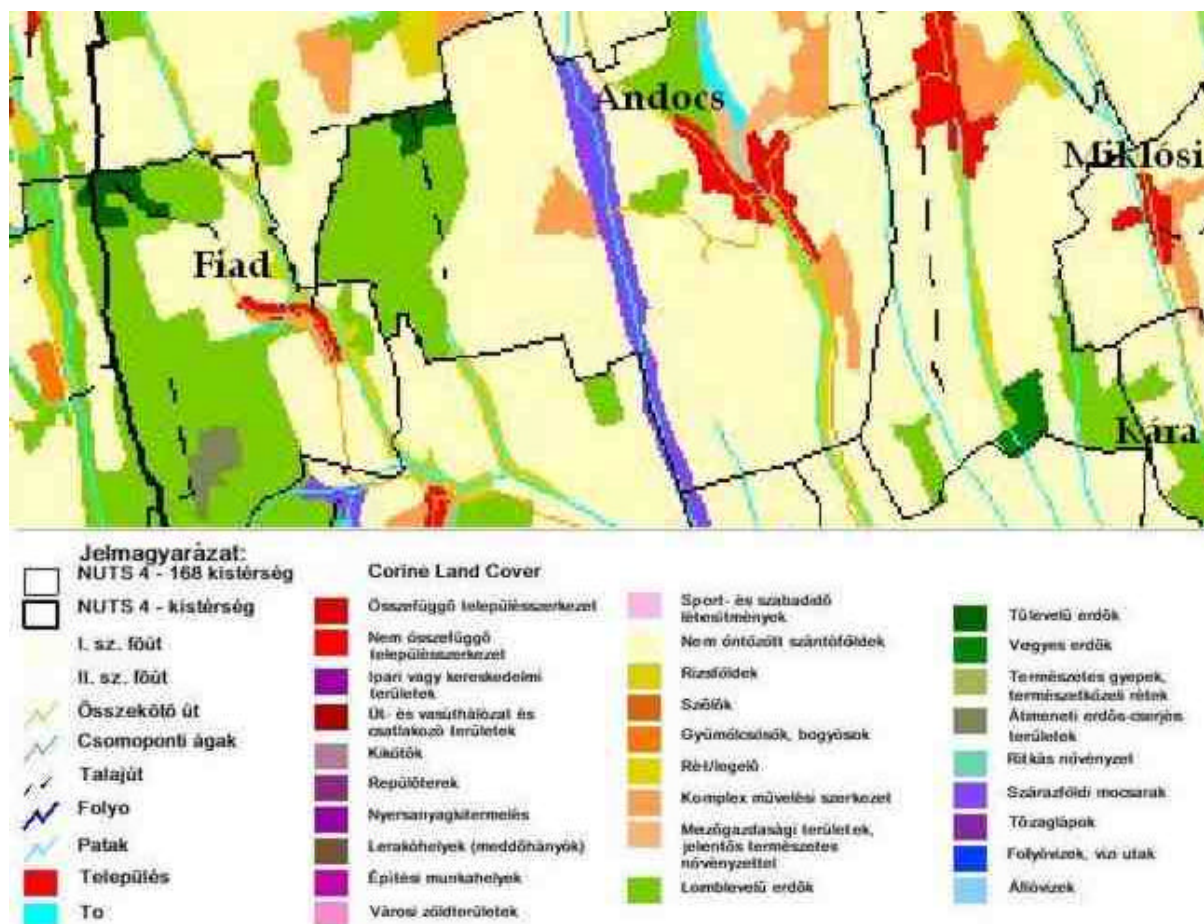 Andocs
Miklósi
Fiad
Kára
Jelmagyarázat:
NUTS 4 - 168 kistérség
NUTS 4 - kistérség
I. sz. főút
II. sz. főút
Összekötő út
Csomoponti ágak
Talajút
Folyo
Patak
Település
To
Corine Land Cover
Összefüggő településszerkezet
Nem összefüggő
településszerkezet
Ipari vagy kereskedelmi
területek
Út- és vasúthálózat és
csatlakozó területek
Kikötők
Repülőterek
Nyersanyagkitermelés
Lerakóhelyek (meddőhányók)
Építési munkahelyek
Városi zöldterületek
Sport- és szabadidő
létesítmények
Nem öntözött szántóföldek
Rizsföldek
Szőlők
Gyümölcsösök, bogyósok
Rét/legelő
Komplex művelési szerkezet
Mezőgazdasági területek,
jelentős természetes
növényzettel
Lomblevelű erdők
Tűlevelű erdők
Vegyes erdők
Természetes gyepek,
természetközeli rétek
Átmeneti erdős-cserjés
területek
Ritkás növényzet
Szárazföldi mocsarak
Tőzeglápok
Folyóvizek, vizi utak
Állóvizek